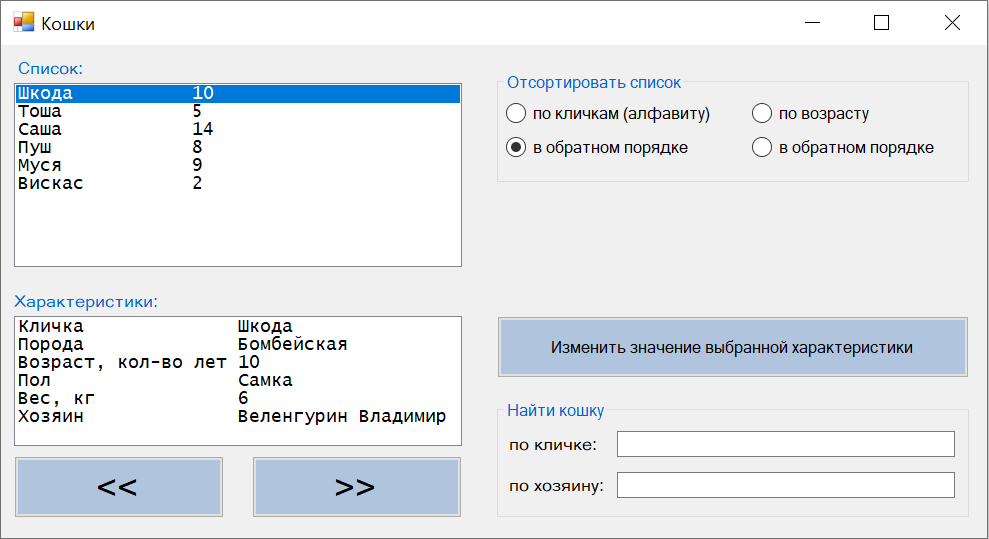 Кошки
Список:
Шкода 10
Тоша 5
Саша 14
Пуш 8
Муся 9
Вискас 2
Отсортировать список
по кличкам (алфавиту) по возрасту
в обратном порядке в обратном порядке
Характеристики:
Кличка Шкода
Порода Бомбейская
Возраст, кол-во лет 10
Пол Самка
Вес, кг 6
Хозяин Веленгурин Владимир
<< >>
Изменить значение выбранной характеристики
Найти кошку
по кличке:
по хозяину: